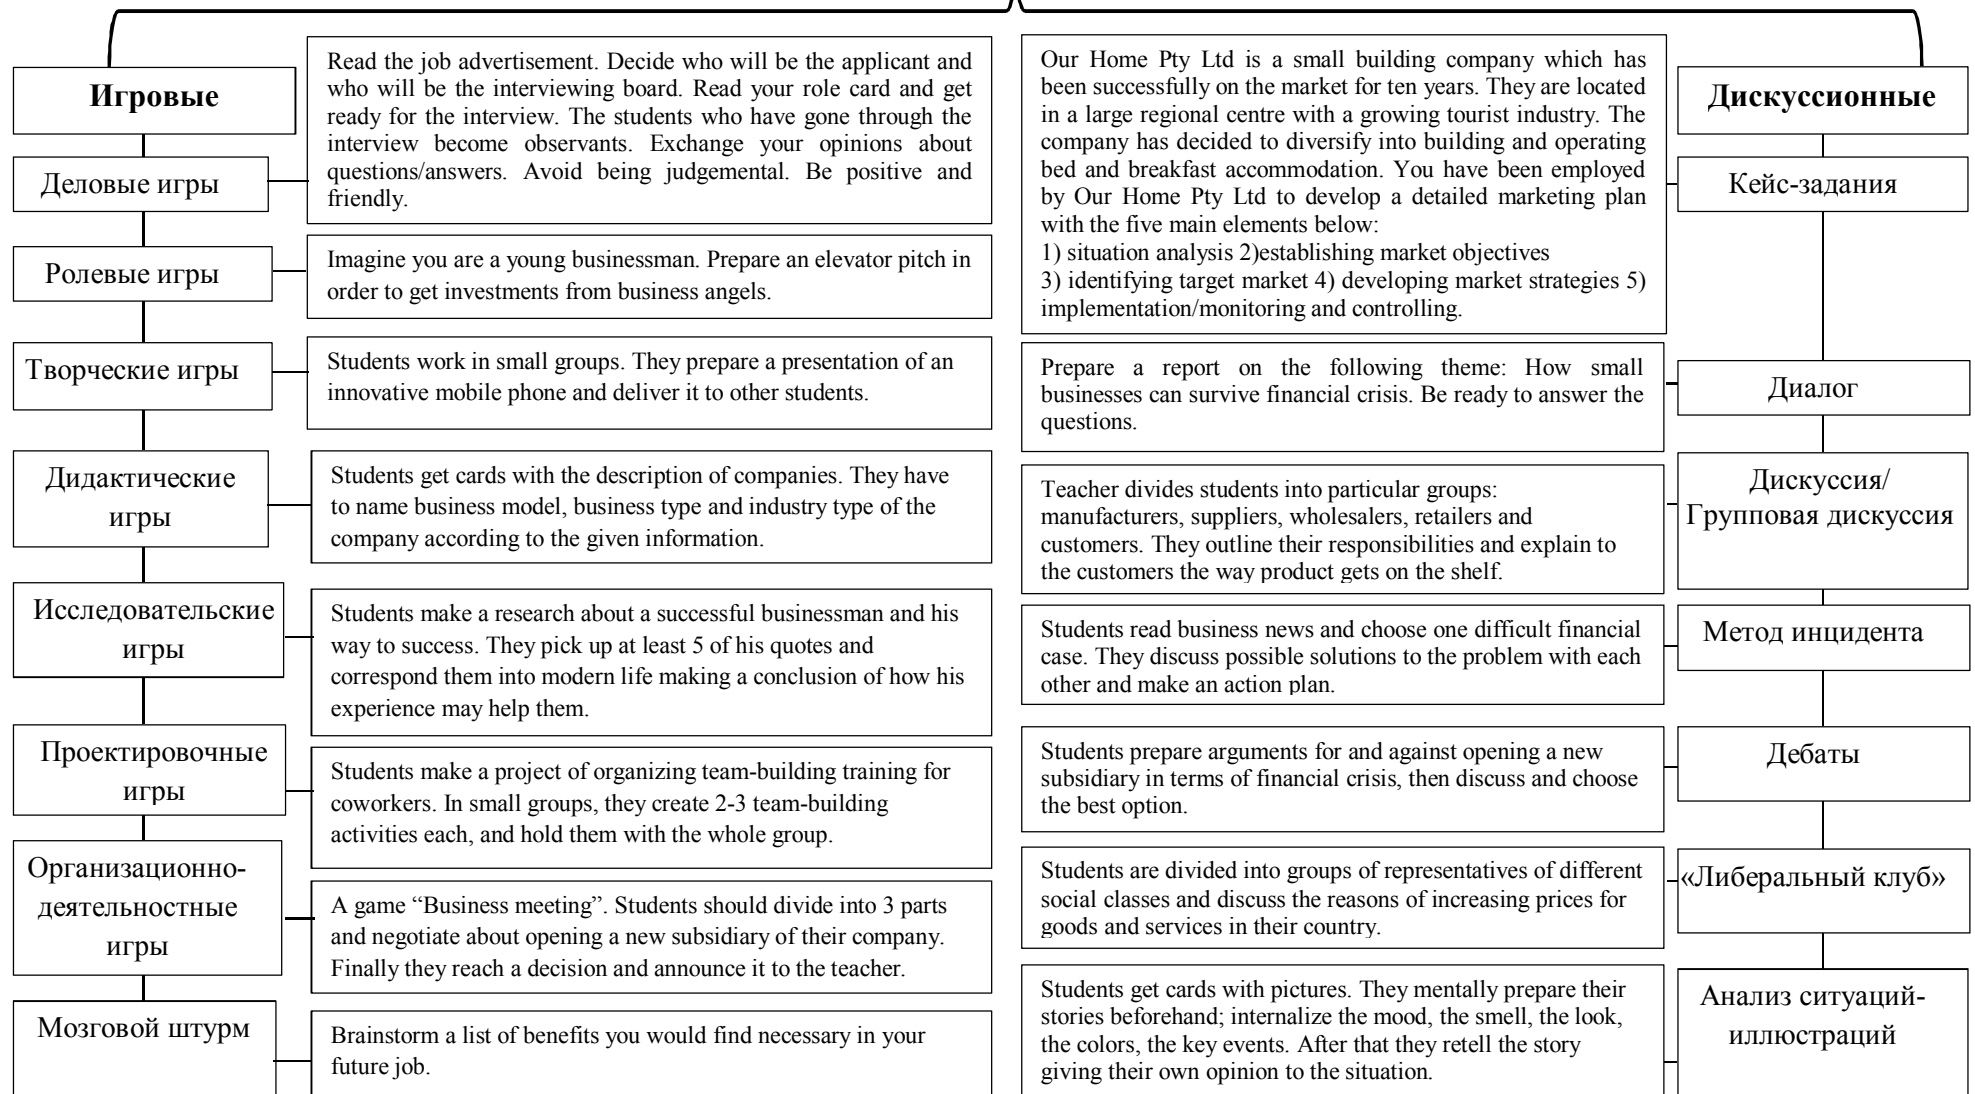 Игровые
Деловые игры
Read the job advertisement. Decide who will be the applicant and
who will be the interviewing board. Read your role card and get
ready for the interview. The students who have gone through the
interview become observants. Exchange your opinions about
questions/answers. Avoid being judgemental. Be positive and
friendly.
Ролевые игры
Imagine you are a young businessman. Prepare an elevator pitch in
order to get investments from business angels.
Творческие игры
Students work in small groups. They prepare a presentation of an
innovative mobile phone and deliver it to other students.
Дидактические
игры
Students get cards with the description of companies. They have
to name business model, business type and industry type of the
company according to the given information.
Исследовательские
игры
Students make a research about a successful businessman and his
way to success. They pick up at least 5 of his quotes and
correspond them into modern life making a conclusion of how his
experience may help them.
Проектировочные
игры
Students make a project of organizing team-building training for
coworkers. In small groups, they create 2-3 team-building
activities each, and hold them with the whole group.
Организационно-
деятельностные
игры
A game “Business meeting”. Students should divide into 3 parts
and negotiate about opening a new subsidiary of their company.
Finally they reach a decision and announce it to the teacher.
Мозговой штурм
Brainstorm a list of benefits you would find necessary in your
future job.
Дискуссионные
Кейс-задания
Our Home Pty Ltd is a small building company which has
been successfully on the market for ten years. They are located
in a large regional centre with a growing tourist industry. The
company has decided to diversify into building and operating
bed and breakfast accommodation. You have been employed
by Our Home Pty Ltd to develop a detailed marketing plan
with the five main elements below:
1) situation analysis 2)establishing market objectives
3) identifying target market 4) developing market strategies 5)
implementation/monitoring and controlling.
Диалог
Prepare a report on the following theme: How small
businesses can survive financial crisis. Be ready to answer the
questions.
Дискуссия/
Групповая дискуссия
Teacher divides students into particular groups:
manufacturers, suppliers, wholesalers, retailers and
customers. They outline their responsibilities and explain to
the customers the way product gets on the shelf.
Метод инцидента
Students read business news and choose one difficult financial
case. They discuss possible solutions to the problem with each
other and make an action plan.
Дебаты
Students prepare arguments for and against opening a new
subsidiary in terms of financial crisis, then discuss and choose
the best option.
«Либеральный клуб»
Students are divided into groups of representatives of different
social classes and discuss the reasons of increasing prices for
goods and services in their country.
Анализ ситуаций-
иллюстраций
Students get cards with pictures. They mentally prepare their
stories beforehand; internalize the mood, the smell, the look,
the colors, the key events. After that they retell the story
giving their own opinion to the situation.